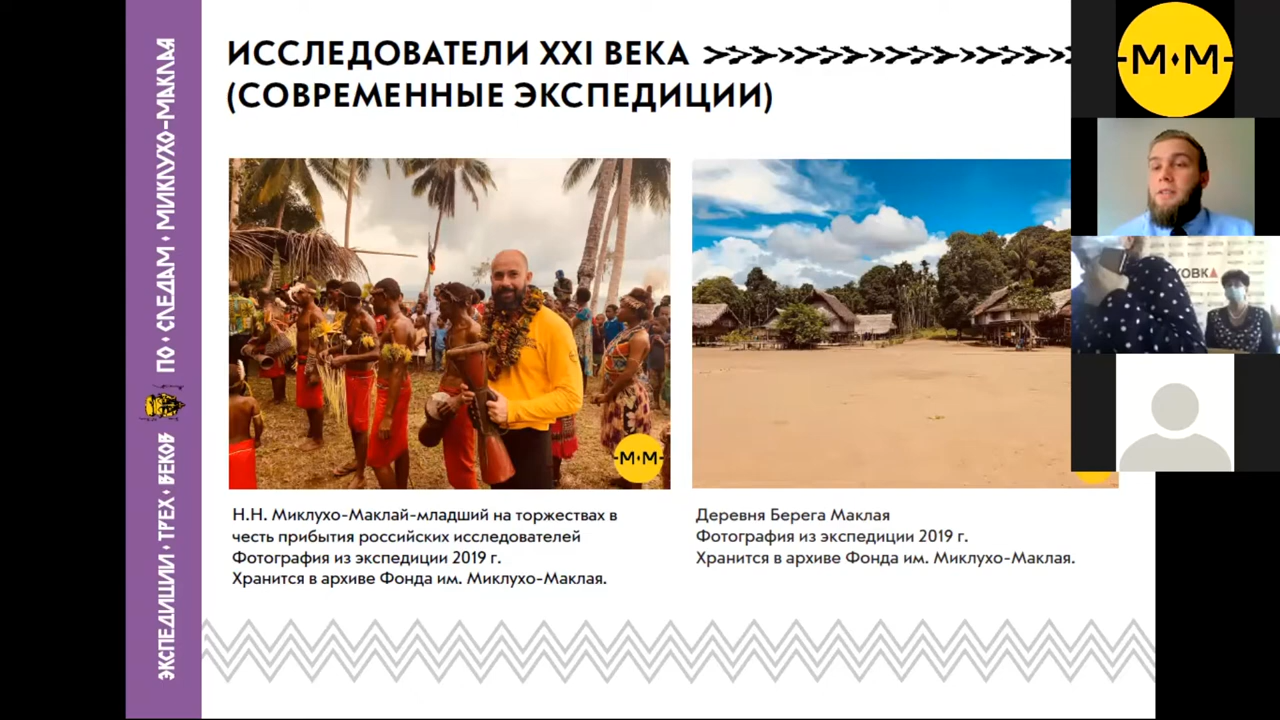 ИССЛЕДОВАТЕЛИ XXI ВЕКА
(СОВРЕМЕННЫЕ ЭКСПЕДИЦИИ)
ЭКСПЕДИЦИИ • ТРЕХ • ВЕКОВ
ПО • СЛЕДАМ • МИКЛУХО-МАКЛАЯ
-М•М-
Н.Н. Миклухо-Маклай-младший на торжествах в
честь прибытия российских исследователей
Фотография из экспедиции 2019 г.
Хранится в архиве Фонда им. Миклухо-Маклая.
Деревня Берега Маклая
Фотография из экспедиции 2019 г.
Хранится в архиве Фонда им. Миклухо-Маклая.
-М•М-